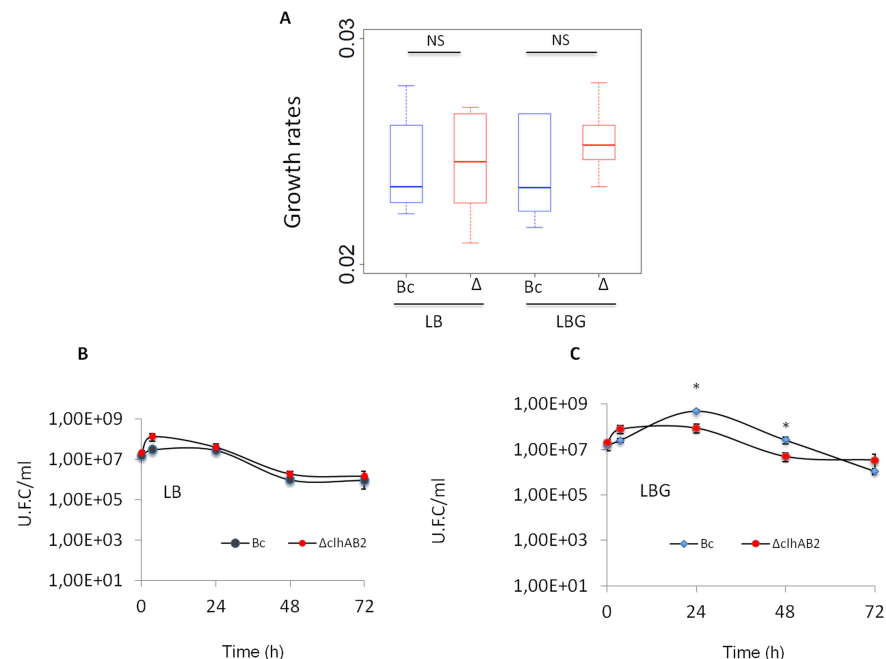 A
0.03
NS NS
Growth rates
0.02
Bc Δ Bc Δ
LB LBG
B
1,00E+09
1,00E+07
1,00E+05
1,00E+03
1,00E+01
U.F.C/ml
LB
Bc ΔclhAB2
0 24 48 72
Time (h)
C
* *
1,00E+09
1,00E+07
1,00E+05
1,00E+03
1,00E+01
U.F.C/ml
LBG
Bc ΔclhAB2
0 24 48 72
Time (h)